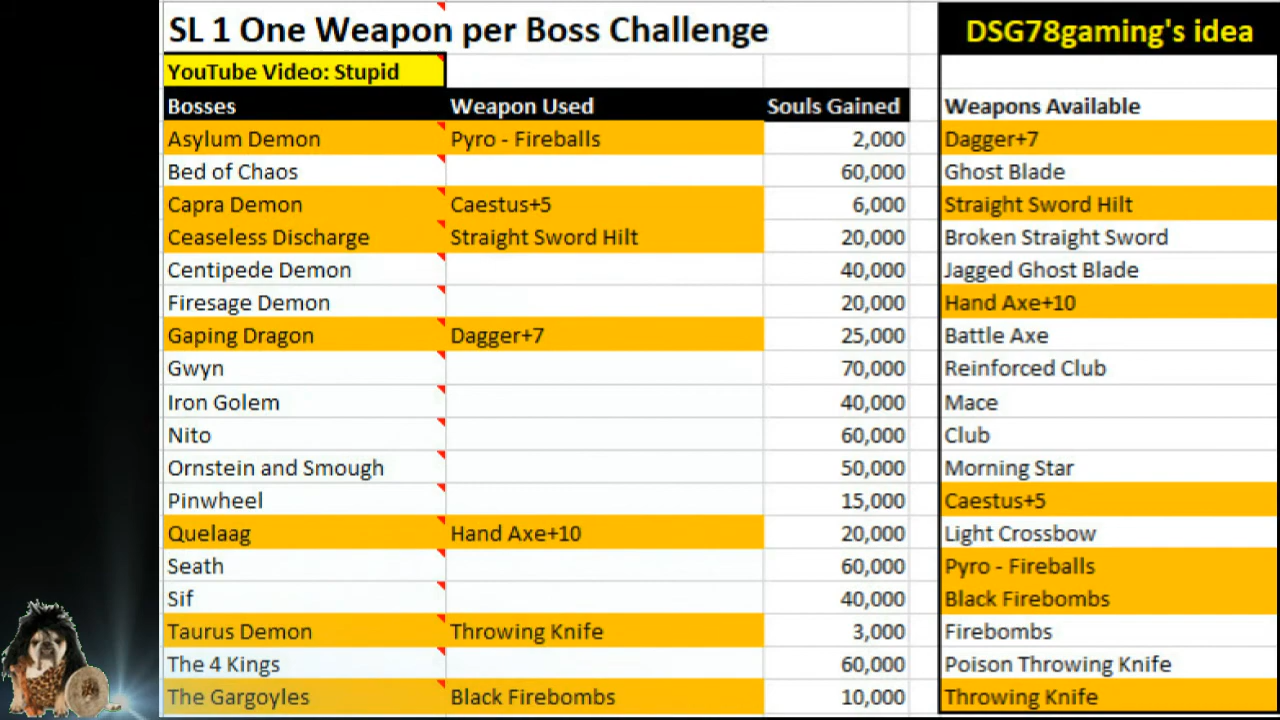 SL 1 One Weapon per Boss Challenge DSG78gaming's idea
YouTube Video: Stupid
Bosses Weapon Used Souls Gained Weapons Available
Asylum Demon Pyro - Fireballs 2,000 Dagger+7
Bed of Chaos 60,000 Ghost Blade
Capra Demon Caestus+5 6,000 Straight Sword Hilt
Ceaseless Discharge Straight Sword Hilt 20,000 Broken Straight Sword
Centipede Demon 40,000 Jagged Ghost Blade
Firesage Demon 20,000 Hand Axe+10
Gaping Dragon Dagger+7 25,000 Battle Axe
Gwyn 70,000 Reinforced Club
Iron Golem 40,000 Mace
Nito 60,000 Club
Ornstein and Smough 50,000 Morning Star
Pinwheel 15,000 Caestus+5
Quelaag Hand Axe+10 20,000 Light Crossbow
Seath 60,000 Pyro - Fireballs
Sif 40,000 Black Firebombs
Taurus Demon Throwing Knife 3,000 Firebombs
The 4 Kings 60,000 Poison Throwing Knife
The Gargoyles Black Firebombs 10,000 Throwing Knife